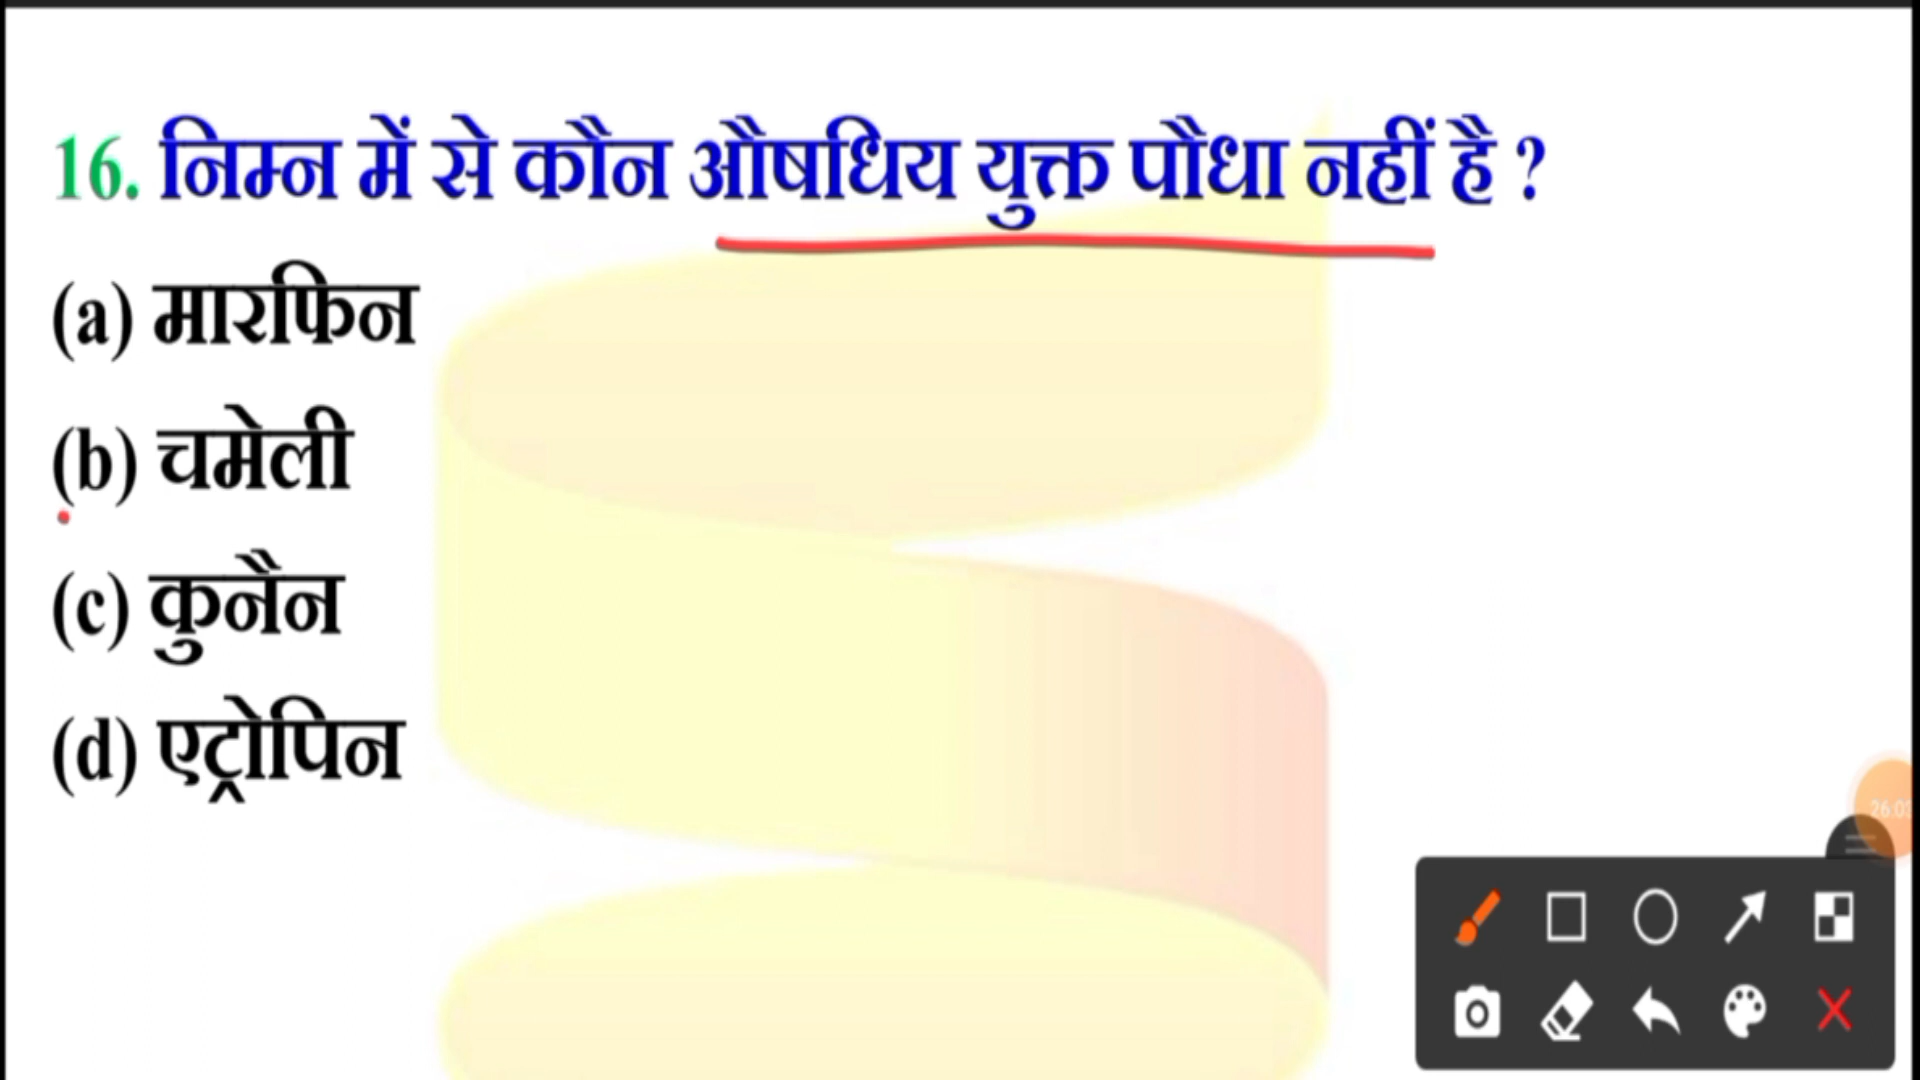 16. निम्न में से कौन औषधिय युक्त पौधा नहीं है ?
(a) मारफिन
(b) चमेली
(c) कुनैन
(d) एट्रोपिन